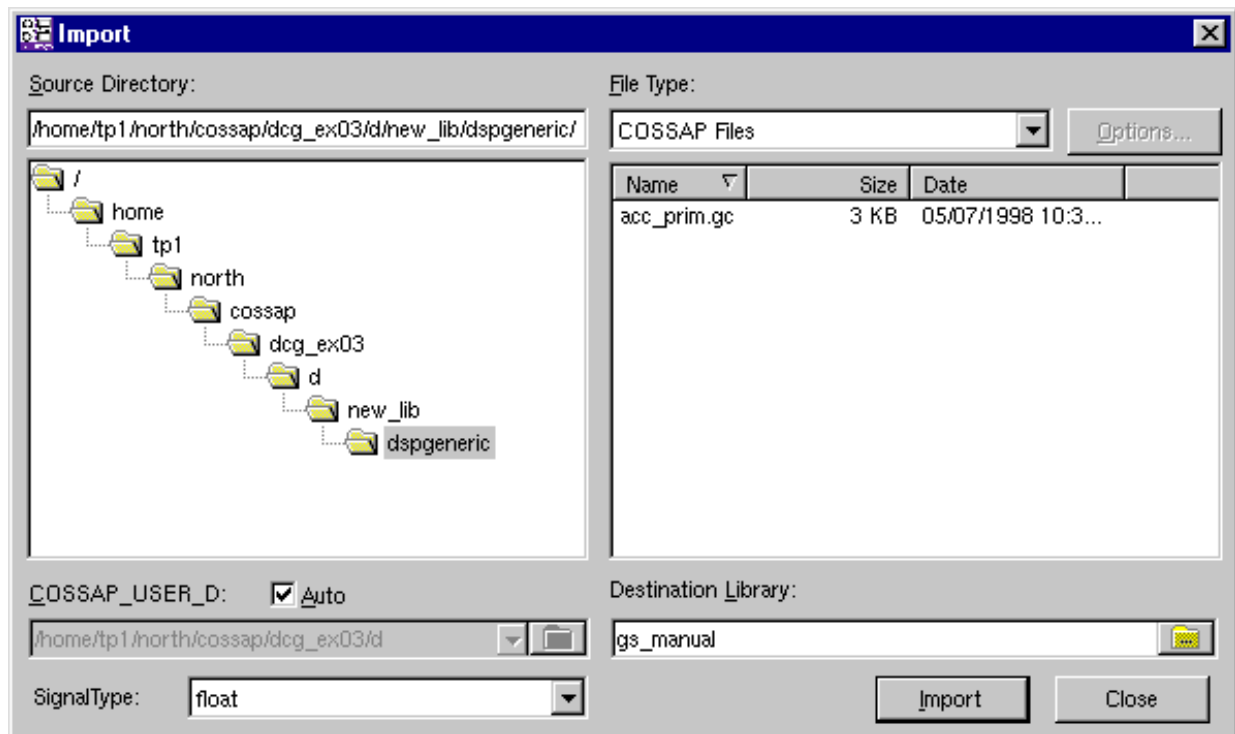 Import
Source Directory:
/home/tp1/north/cossap/dcg_ex03/d/new_lib/dspgeneric/
/
home
tp1
north
cossap
dcg_ex03
d
new_lib
dspgeneric
File Type:
COSSAP Files
Options...
Name Size Date
acc_prim.gc 3 KB 05/07/1998 10:3...
COSSAP_USER_D: Auto
/home/tp1/north/cossap/dcg_ex03/d
SignalType: float
Destination Library:
gs_manual
Import Close